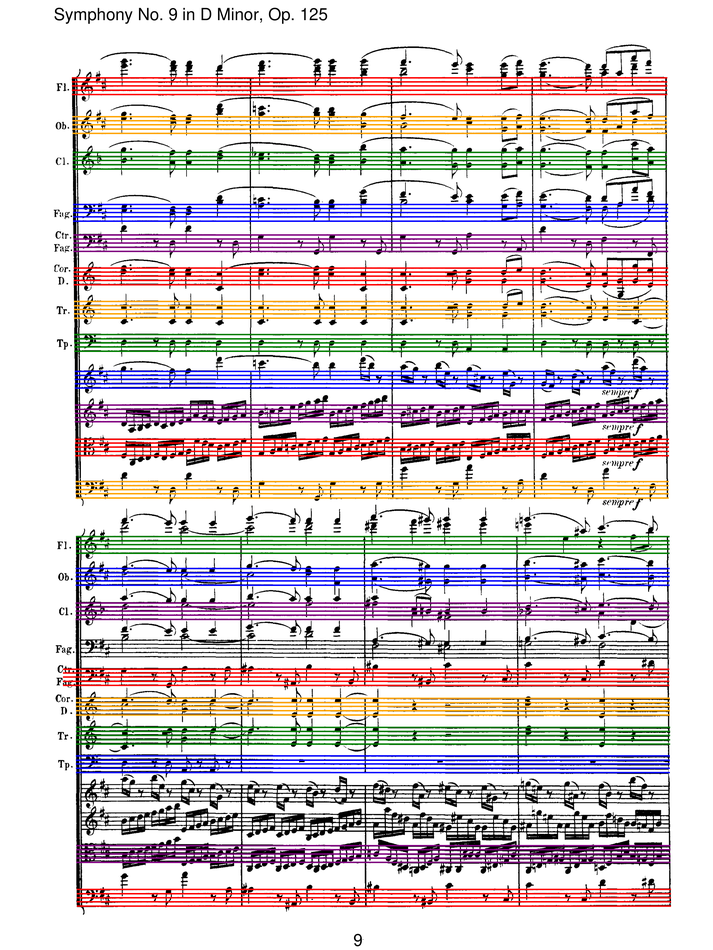 Symphony No. 9 in D Minor, Op. 125
Fl.
Ob.
Cl.
Fag.
Ctr.
Fag.
Cor.
D.
Tr.
Tp.
sempre f
sempre f
sempre f
sempre f
Fl.
Ob.
Cl.
Fag.
Ctr.
Fag.
Cor.
D.
Tr.
Tp.
9